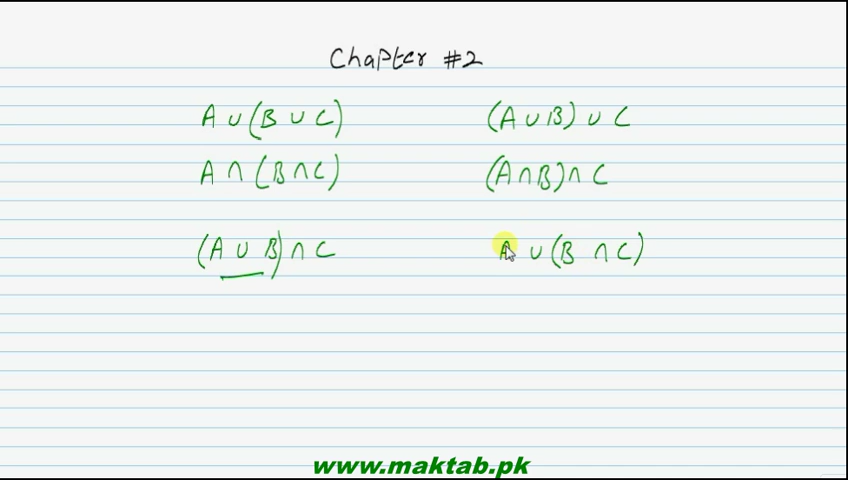 Chapter #2
A ∪ (B ∪ C) (A ∪ B) ∪ C
A ∩ (B ∩ C) (A ∩ B) ∩ C
(A ∪ B) ∩ C A ∪ (B ∩ C)
www.maktab.pk